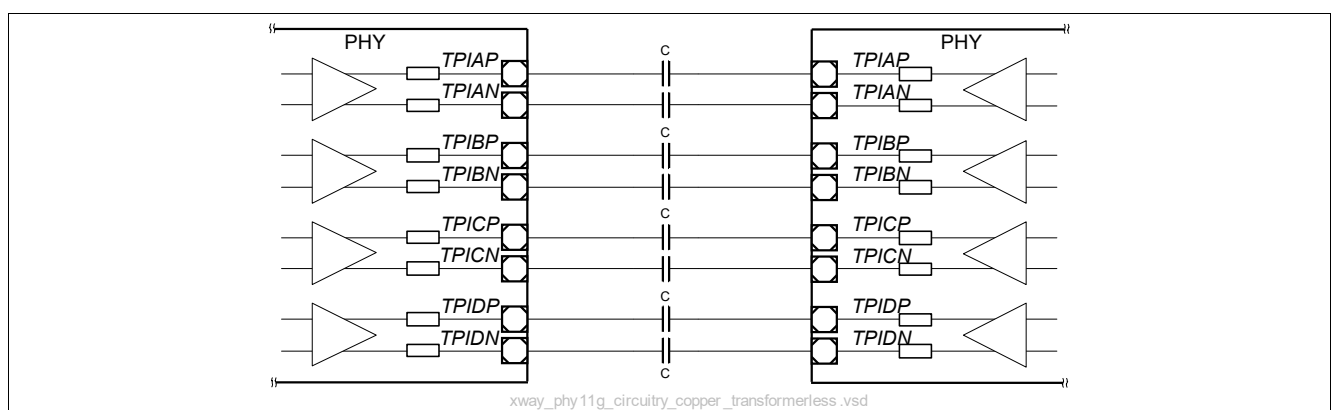 PHY PHY
C
TPIAP TPIAP
TPIAN TPIAN
C
TPIBP TPIBP
TPIBN TPIBN
C
TPICP TPICP
TPICN TPICN
C
TPIDP TPIDP
TPIDN TPIDN
C
xway_phy11g_circuitry_copper_transformerless.vsd